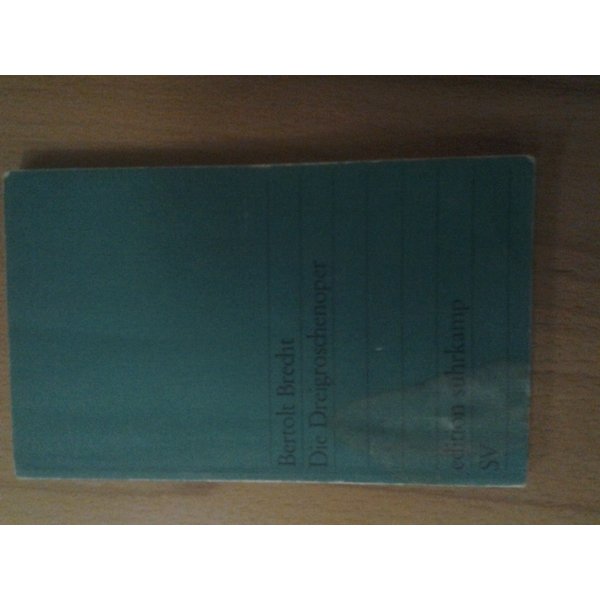 Bertolt Brecht
Die Dreigroschenoper
edition suhrkamp
SV